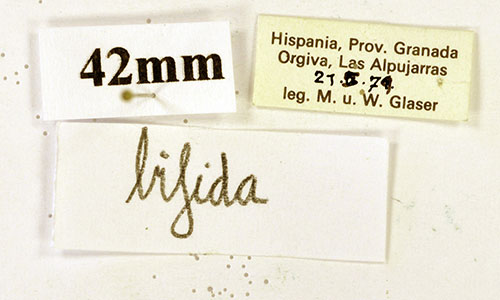 42mm
Hispania, Prov. Granada
Orgiva, Las Alpujarras
leg. M. u. W. Glaser
bifida